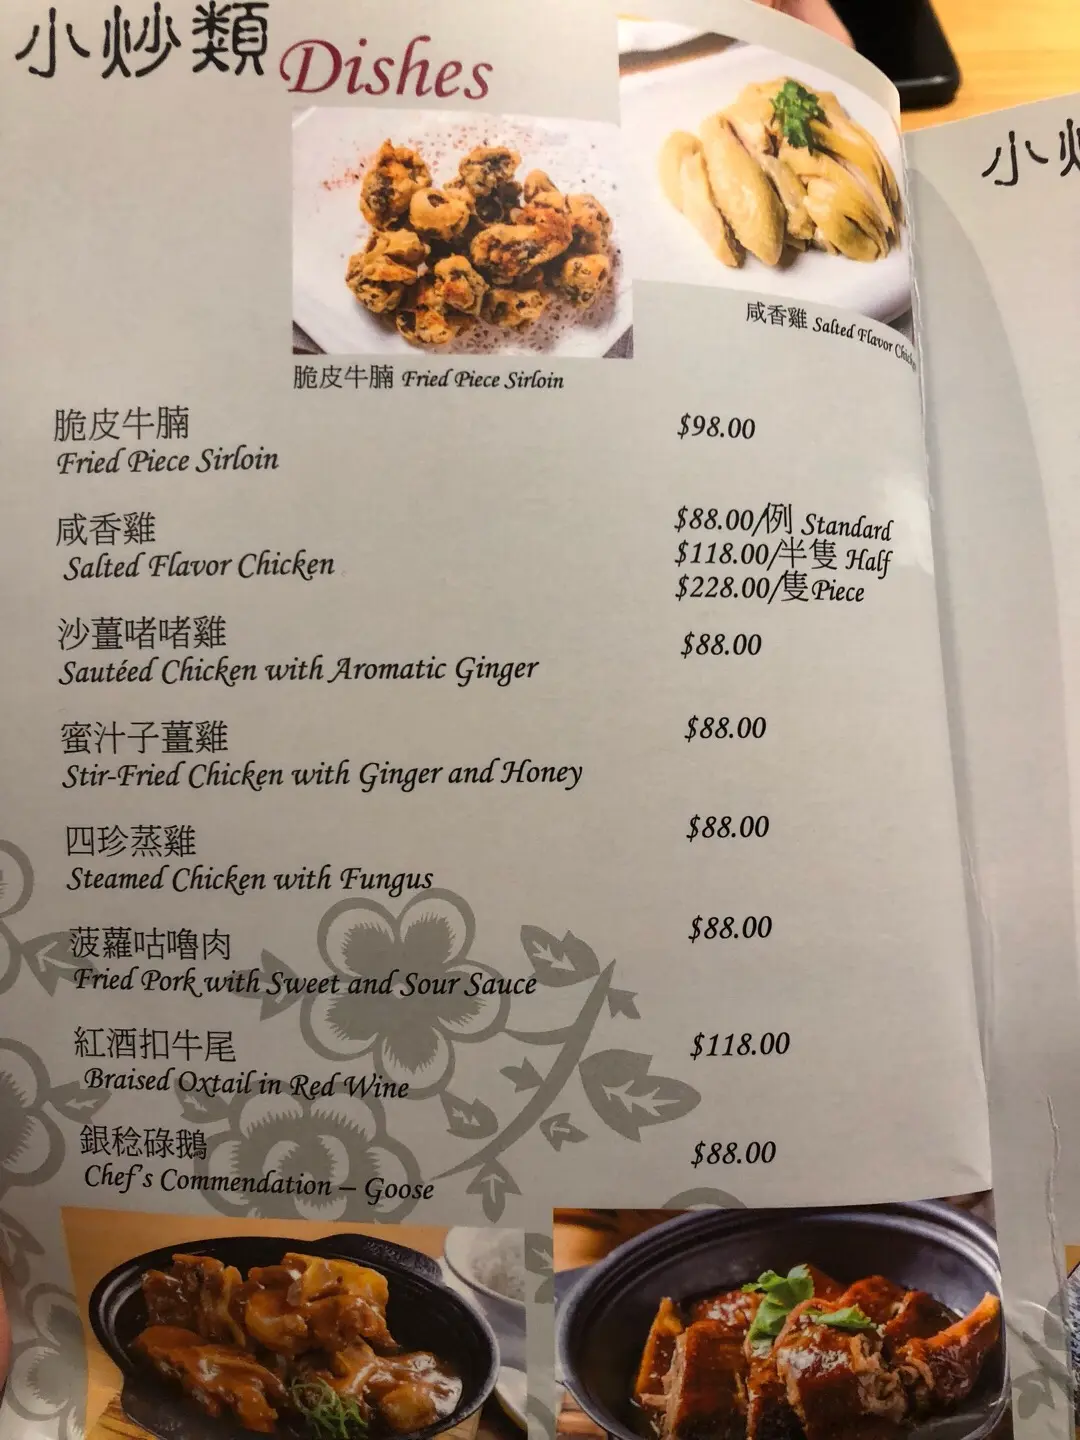 小炒類 Dishes
小炒
咸香雞 Salted Flavor Chicken
脆皮牛腩 Fried Piece Sirloin
脆皮牛腩 $98.00
Fried Piece Sirloin
咸香雞 $88.00/例 Standard
Salted Flavor Chicken $118.00/半隻 Half
$228.00/隻 Piece
沙薑啫啫雞 $88.00
Sautéed Chicken with Aromatic Ginger
蜜汁子薑雞 $88.00
Stir-Fried Chicken with Ginger and Honey
四珍蒸雞 $88.00
Steamed Chicken with Fungus
菠蘿咕嚕肉 $88.00
Fried Pork with Sweet and Sour Sauce
紅酒扣牛尾 $118.00
Braised Oxtail in Red Wine
銀稔碌鵝 $88.00
Chef's Commendation – Goose